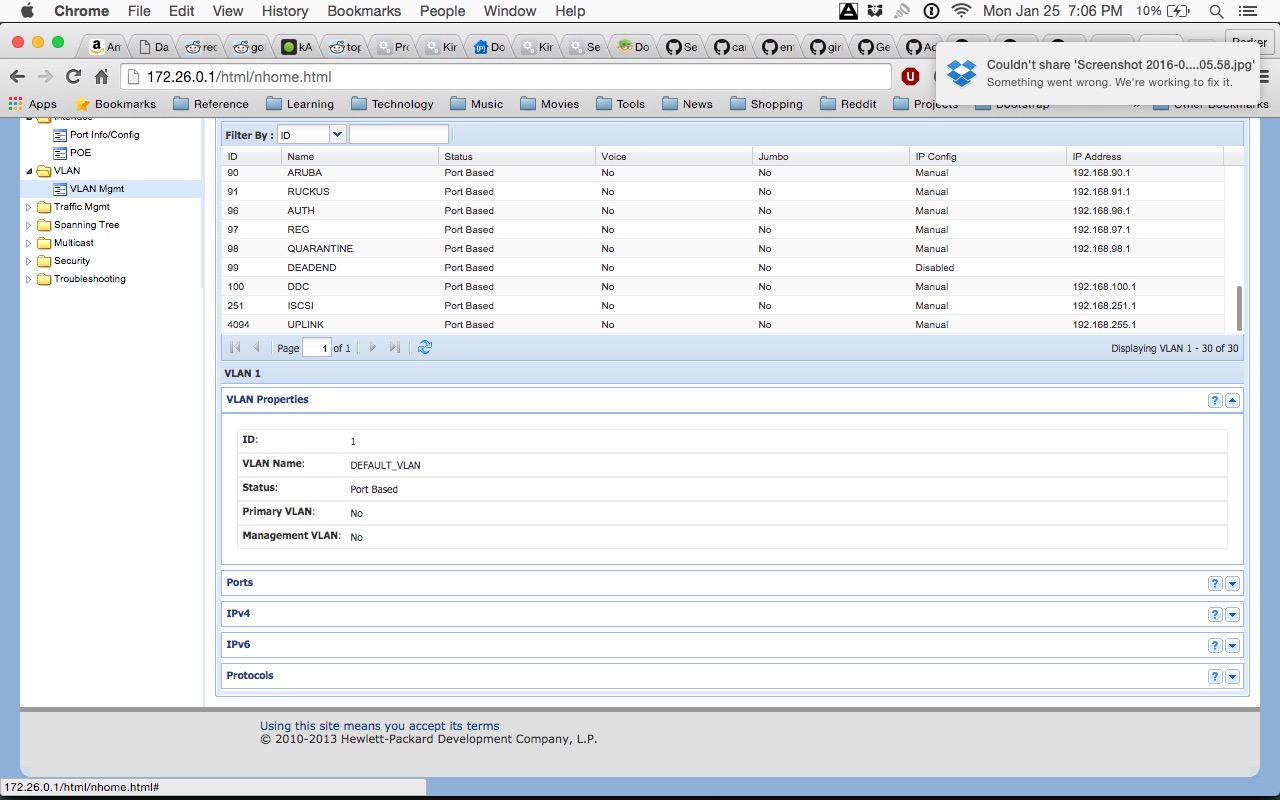 Chrome File Edit View History Bookmarks People Window Help Mon Jan 25 7:06 PM 10%
An Da rec go kA top Pro Kir Do Kir Se Do Se cai en gir Ge Ac Parker
172.26.0.1/html/nhome.html
Couldn't share 'Screenshot 2016-0....05.58.jpg'
Something went wrong. We're working to fix it.
Apps Bookmarks Reference Learning Technology Music Movies Tools News Shopping Reddit Projects Bootstrap » Other Bookmarks
Interface
Port Info/Config
POE
VLAN
VLAN Mgmt
Traffic Mgmt
Spanning Tree
Multicast
Security
Troubleshooting
Filter By : ID
ID Name Status Voice Jumbo IP Config IP Address
90 ARUBA Port Based No No Manual 192.168.90.1
91 RUCKUS Port Based No No Manual 192.168.91.1
96 AUTH Port Based No No Manual 192.168.96.1
97 REG Port Based No No Manual 192.168.97.1
98 QUARANTINE Port Based No No Manual 192.168.98.1
99 DEADEND Port Based No No Disabled
100 DDC Port Based No No Manual 192.168.100.1
251 ISCSI Port Based No No Manual 192.168.251.1
4094 UPLINK Port Based No No Manual 192.168.255.1
Page 1 of 1 Displaying VLAN 1 - 30 of 30
VLAN 1
VLAN Properties ?
ID: 1
VLAN Name: DEFAULT_VLAN
Status: Port Based
Primary VLAN: No
Management VLAN: No
Ports ?
IPv4 ?
IPv6 ?
Protocols ?
Using this site means you accept its terms
© 2010-2013 Hewlett-Packard Development Company, L.P.
172.26.0.1/html/nhome.html#